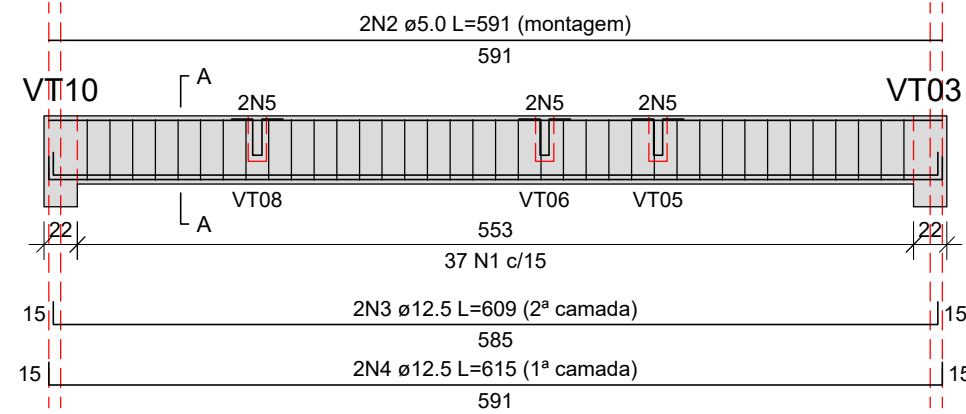 2N2 ø5.0 L=591 (montagem)
591
A
VT10
VT03
2N5
2N5
2N5
VT08
VT06
VT05
A
22
553
22
37 N1 c/15
15
2N3 ø12.5 L=609 (2ª camada)
15
585
15
2N4 ø12.5 L=615 (1ª camada)
15
591